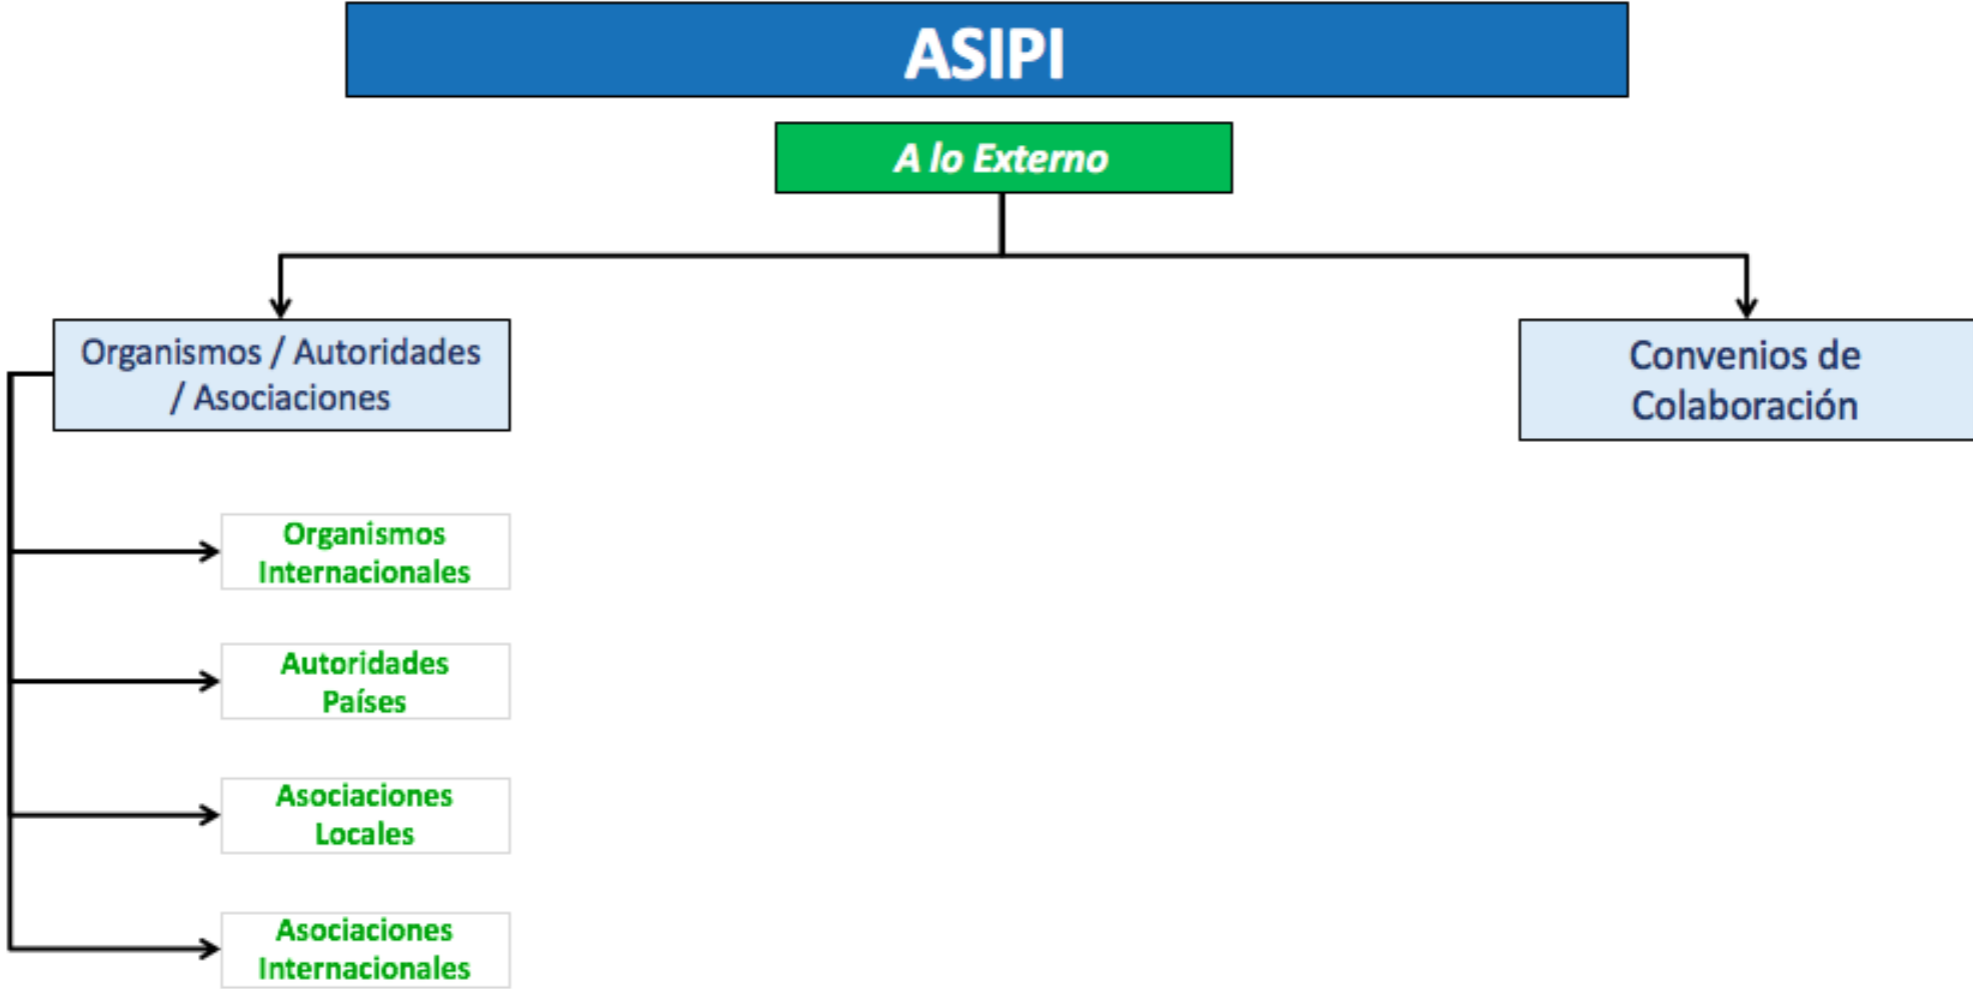 ASIPI
A lo Externo
Organismos / Autoridades
/ Asociaciones
Convenios de
Colaboración
Organismos
Internacionales
Autoridades
Países
Asociaciones
Locales
Asociaciones
Internacionales